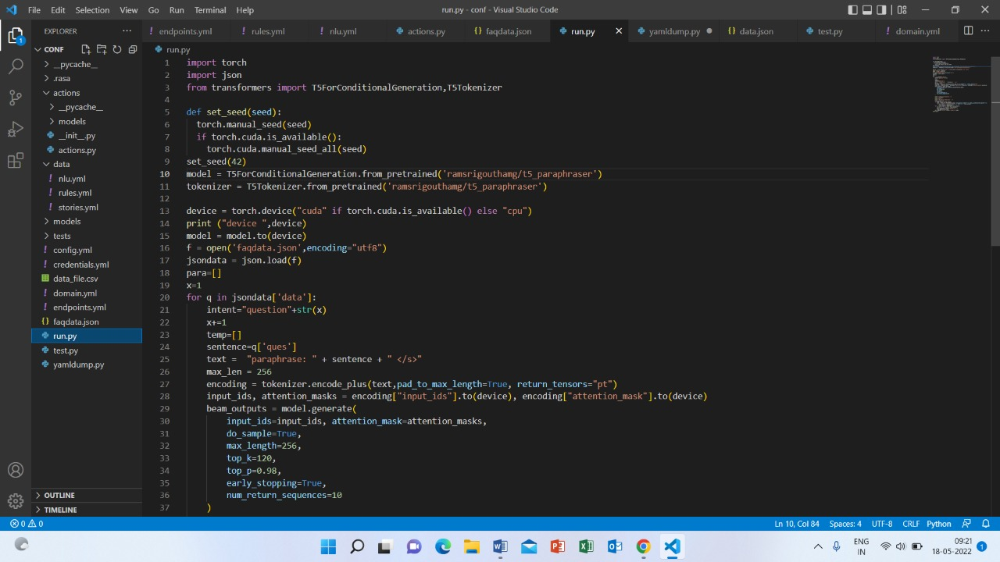 File Edit Selection View Go Run Terminal Help run.py - conf - Visual Studio Code
EXPLORER
endpoints.yml rules.yml nlu.yml actions.py faqdata.json run.py yamldump.py data.json test.py domain.yml
CONF
__pycache__
.rasa
actions
__pycache__
models
__init__.py
actions.py
data
nlu.yml
rules.yml
stories.yml
models
tests
config.yml
credentials.yml
data_file.csv
domain.yml
endpoints.yml
faqdata.json
run.py
test.py
yamldump.py
OUTLINE
TIMELINE
run.py
1 import torch
2 import json
3 from transformers import T5ForConditionalGeneration,T5Tokenizer
4
5 def set_seed(seed):
6 torch.manual_seed(seed)
7 if torch.cuda.is_available():
8 torch.cuda.manual_seed_all(seed)
9 set_seed(42)
10 model = T5ForConditionalGeneration.from_pretrained('ramsrigouthamg/t5_paraphraser')
11 tokenizer = T5Tokenizer.from_pretrained('ramsrigouthamg/t5_paraphraser')
12
13 device = torch.device("cuda" if torch.cuda.is_available() else "cpu")
14 print ("device ",device)
15 model = model.to(device)
16 f = open('faqdata.json',encoding="utf8")
17 jsondata = json.load(f)
18 para=[]
19 x=1
20 for q in jsondata['data']:
21 intent="question"+str(x)
22 x+=1
23 temp=[]
24 sentence=q['ques']
25 text = "paraphrase: " + sentence + " </s>"
26 max_len = 256
27 encoding = tokenizer.encode_plus(text,pad_to_max_length=True, return_tensors="pt")
28 input_ids, attention_masks = encoding["input_ids"].to(device), encoding["attention_mask"].to(device)
29 beam_outputs = model.generate(
30 input_ids=input_ids, attention_mask=attention_masks,
31 do_sample=True,
32 max_length=256,
33 top_k=120,
34 top_p=0.98,
35 early_stopping=True,
36 num_return_sequences=10
37 )
0 0 Ln 10, Col 84 Spaces: 4 UTF-8 CRLF Python
ENG
IN
09:21
18-05-2022
1